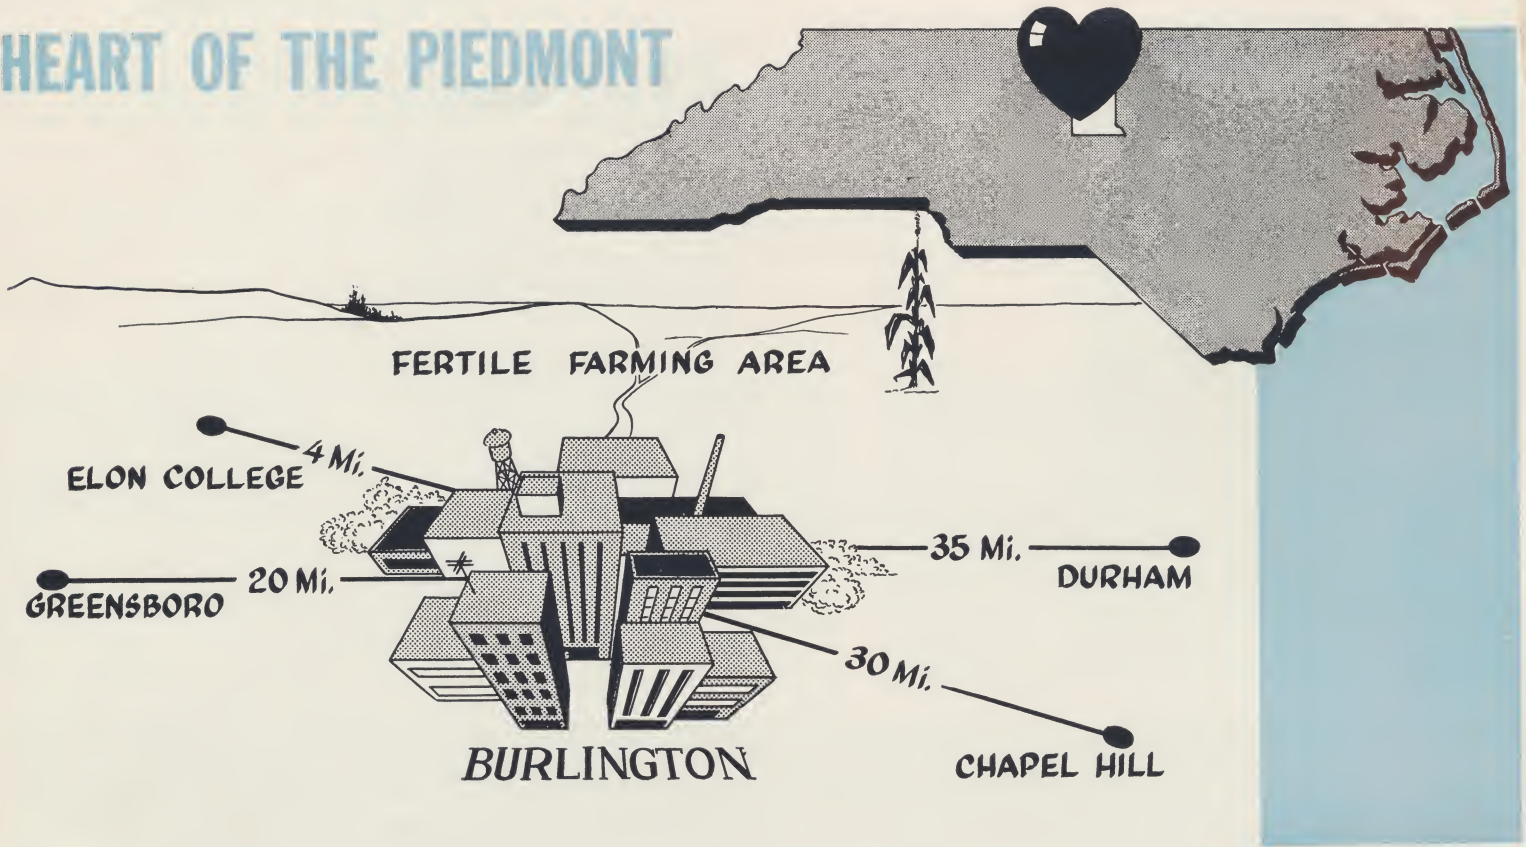 HEART OF THE PIEDMONT
FERTILE FARMING AREA
4 Mi.
ELON COLLEGE
35 Mi.
DURHAM
20 Mi.
GREENSBORO
30 Mi.
BURLINGTON
CHAPEL HILL